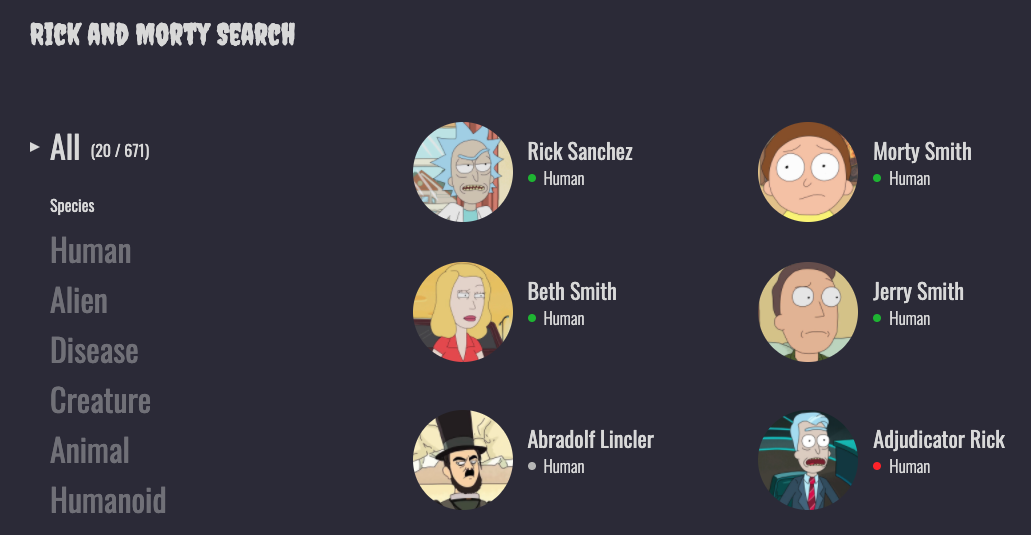 RICK AND MORTY SEARCH
All (20 / 671)
Species
Human
Alien
Disease
Creature
Animal
Humanoid
Rick Sanchez
Human
Morty Smith
Human
Beth Smith
Human
Jerry Smith
Human
Abradolf Lincler
Human
Adjudicator Rick
Human